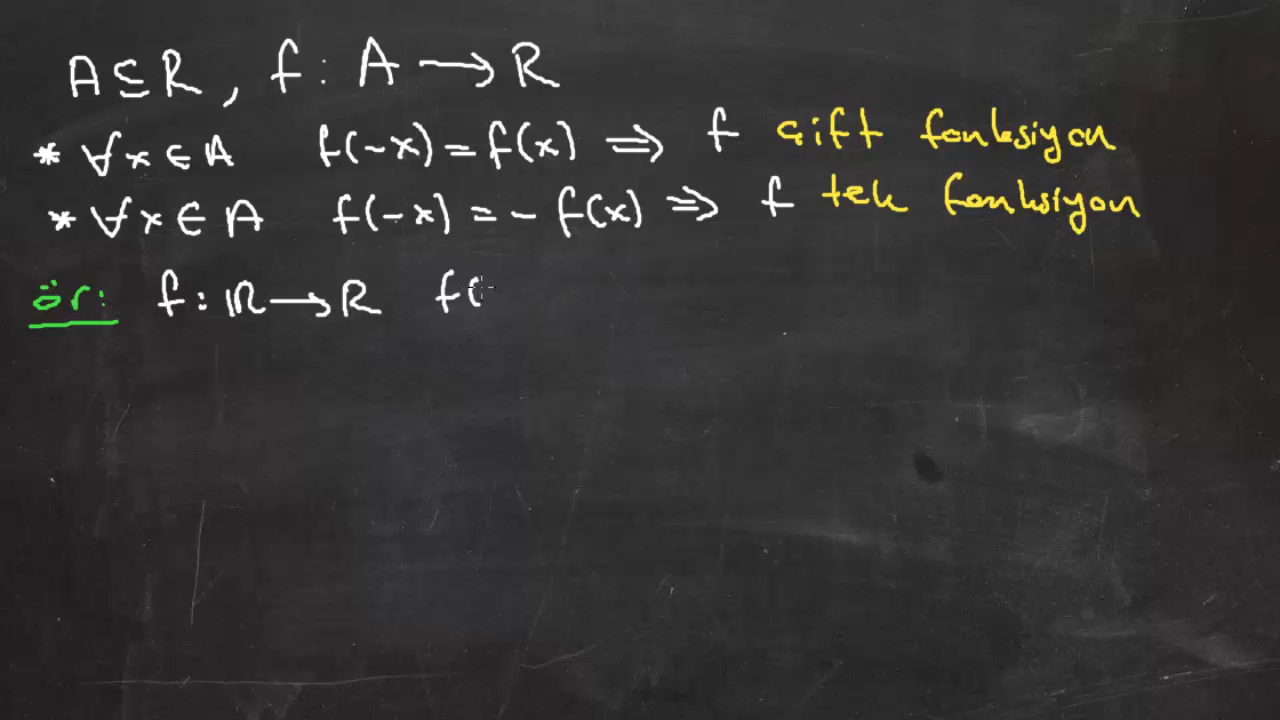 A⊆R, f: A → R
* ∀x∈A f(-x)=f(x) ⇒ f çift fonksiyon
* ∀x∈A f(-x)=-f(x) ⇒ f tek fonksiyon
ör: f: ℝ → R f(